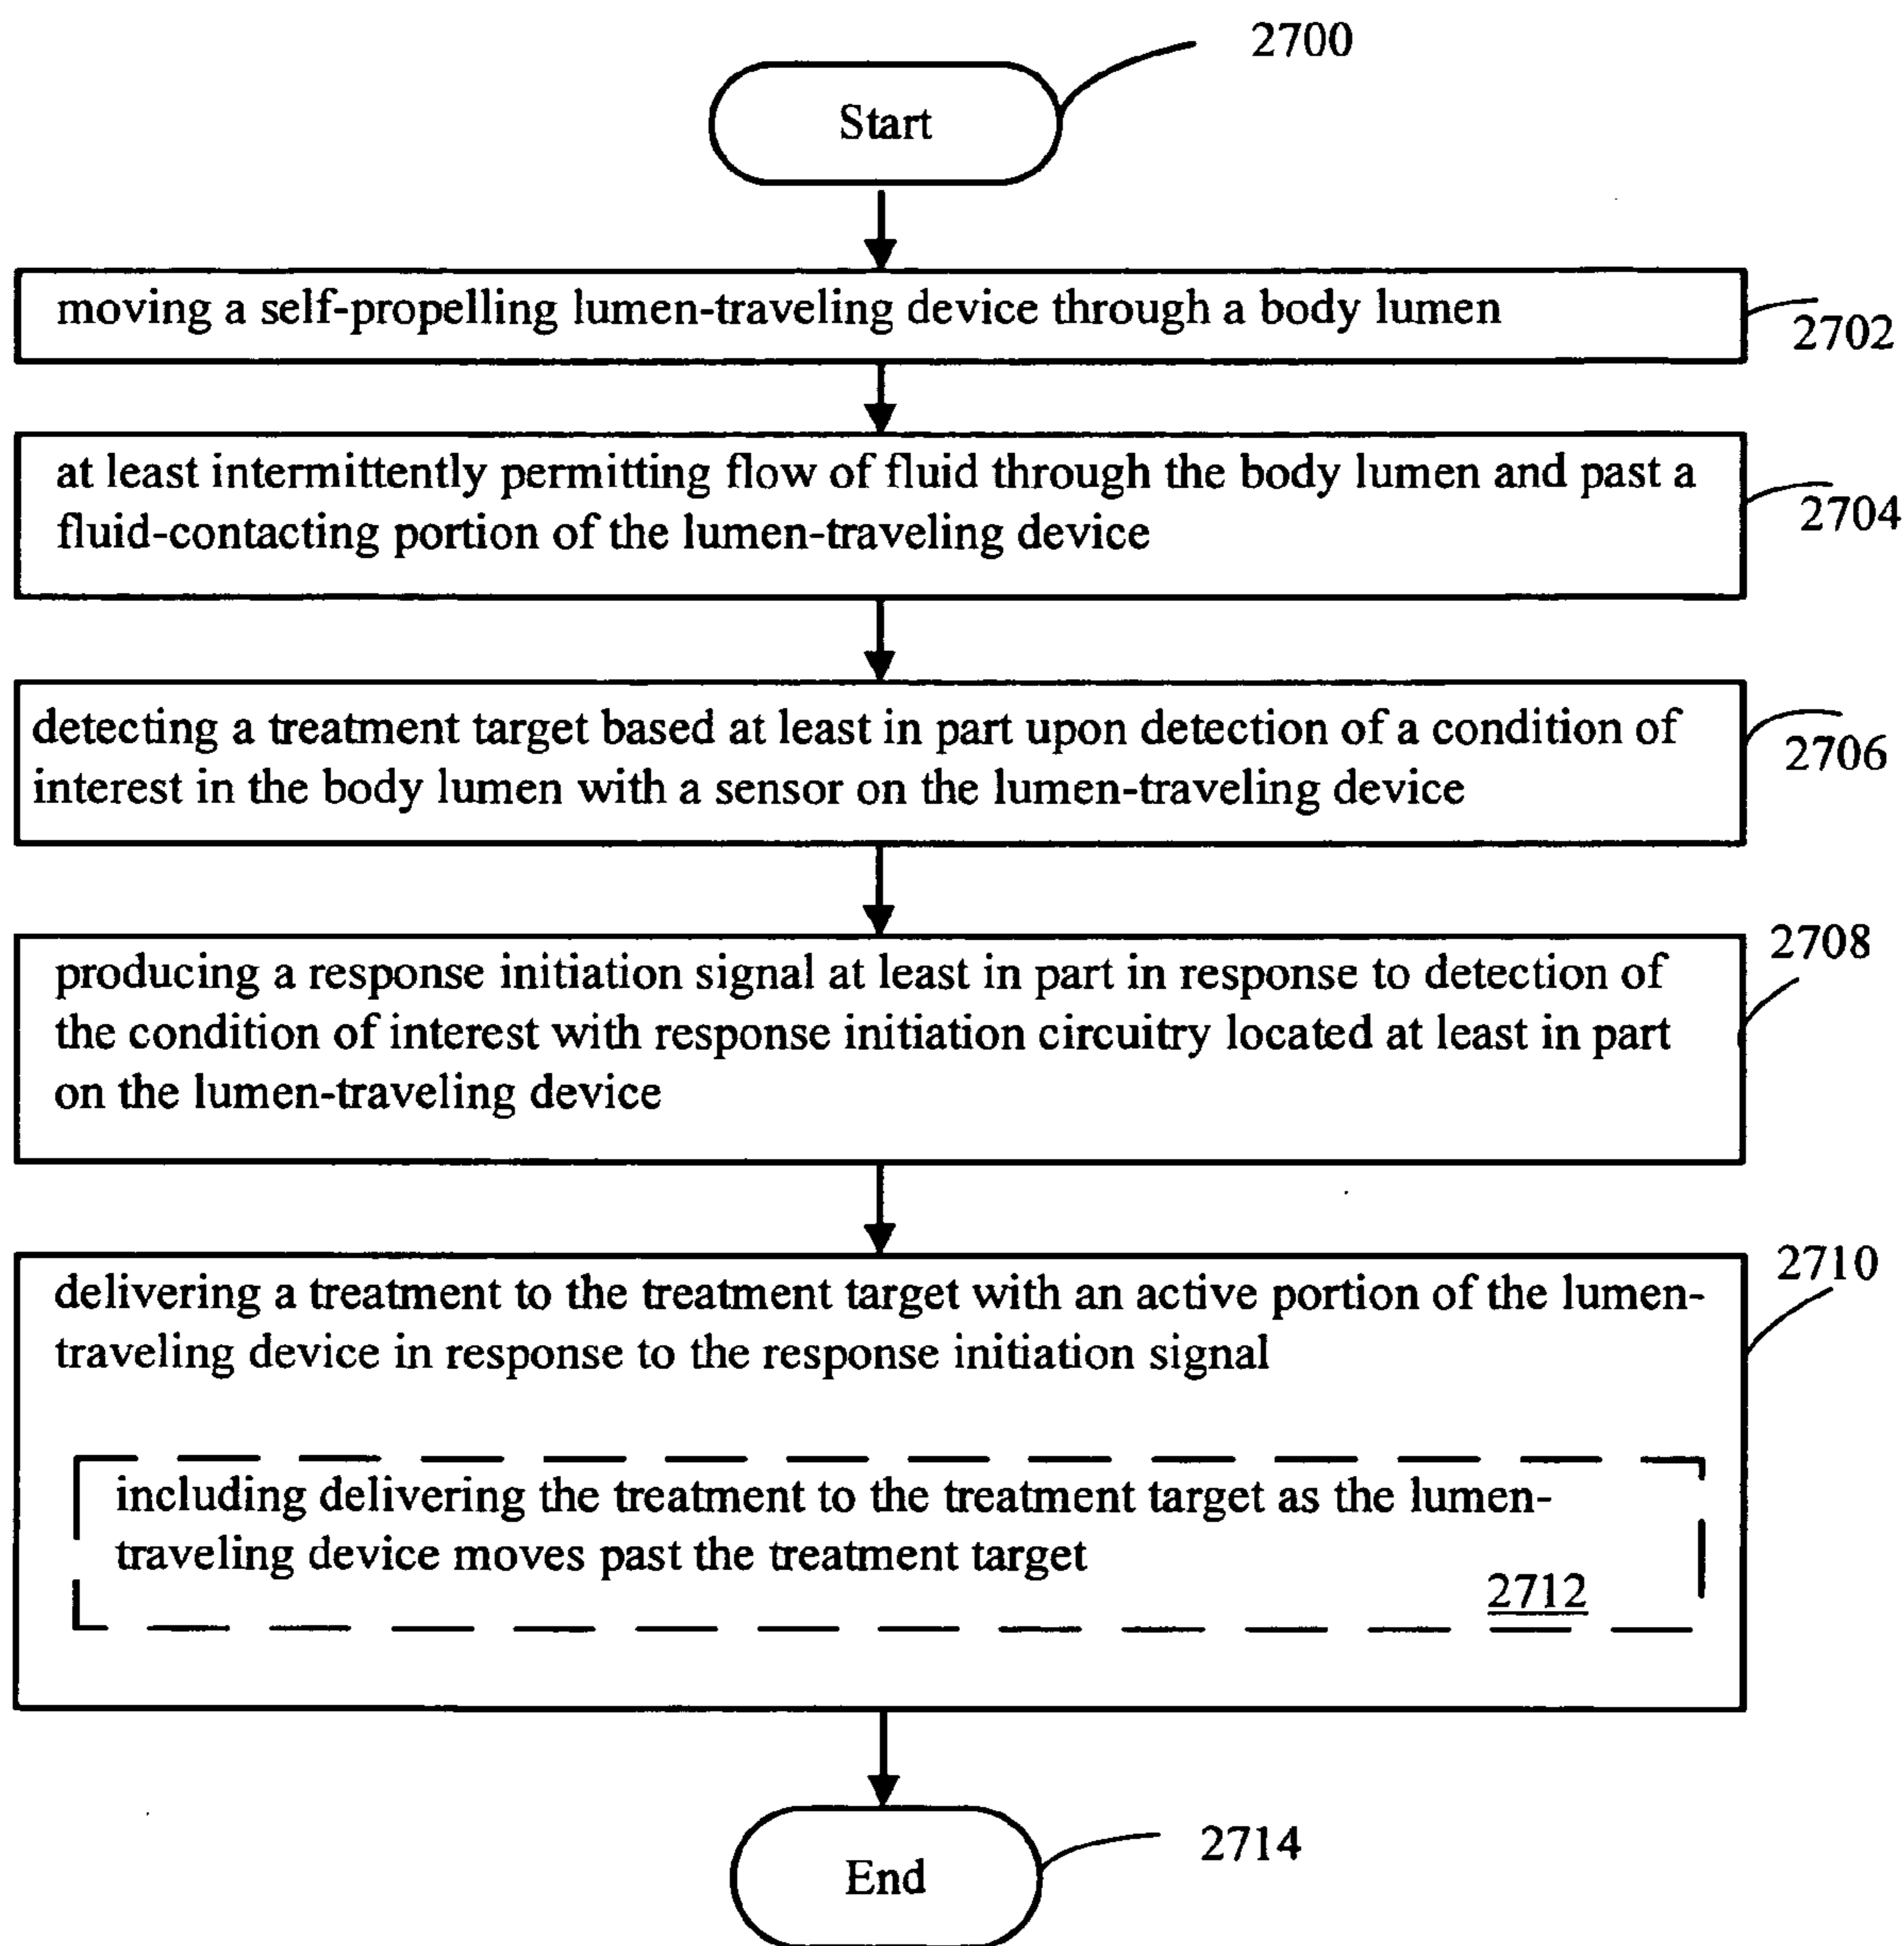 2700
Start
moving a self-propelling lumen-traveling device through a body lumen
2702
at least intermittently permitting flow of fluid through the body lumen and past a
fluid-contacting portion of the lumen-traveling device
2704
detecting a treatment target based at least in part upon detection of a condition of
interest in the body lumen with a sensor on the lumen-traveling device
2706
producing a response initiation signal at least in part in response to detection of
the condition of interest with response initiation circuitry located at least in part
on the lumen-traveling device
2708
delivering a treatment to the treatment target with an active portion of the lumen-
traveling device in response to the response initiation signal
2710
including delivering the treatment to the treatment target as the lumen-
traveling device moves past the treatment target
2712
End
2714